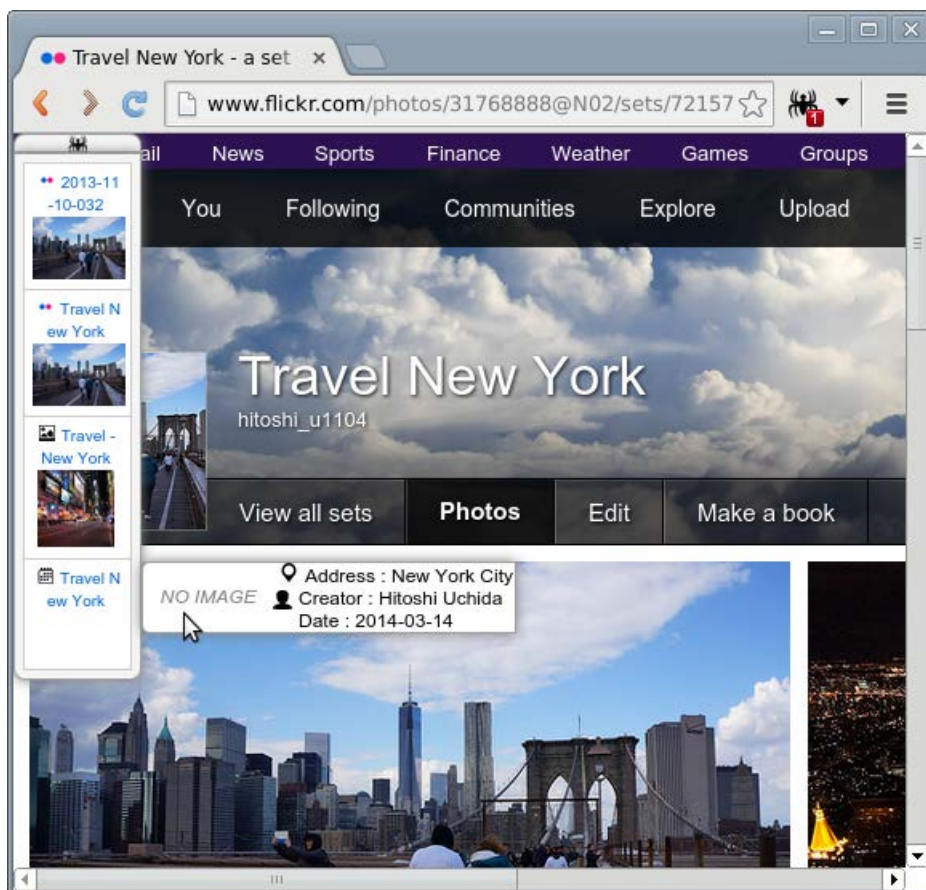 Travel New York - a set
www.flickr.com/photos/31768888@N02/sets/72157
1
ail News Sports Finance Weather Games Groups
You Following Communities Explore Upload
2013-11
-10-032
Travel N
ew York
Travel -
New York
Travel N
ew York
Travel New York
hitoshi_u1104
View all sets Photos Edit Make a book
NO IMAGE
Address : New York City
Creator : Hitoshi Uchida
Date : 2014-03-14